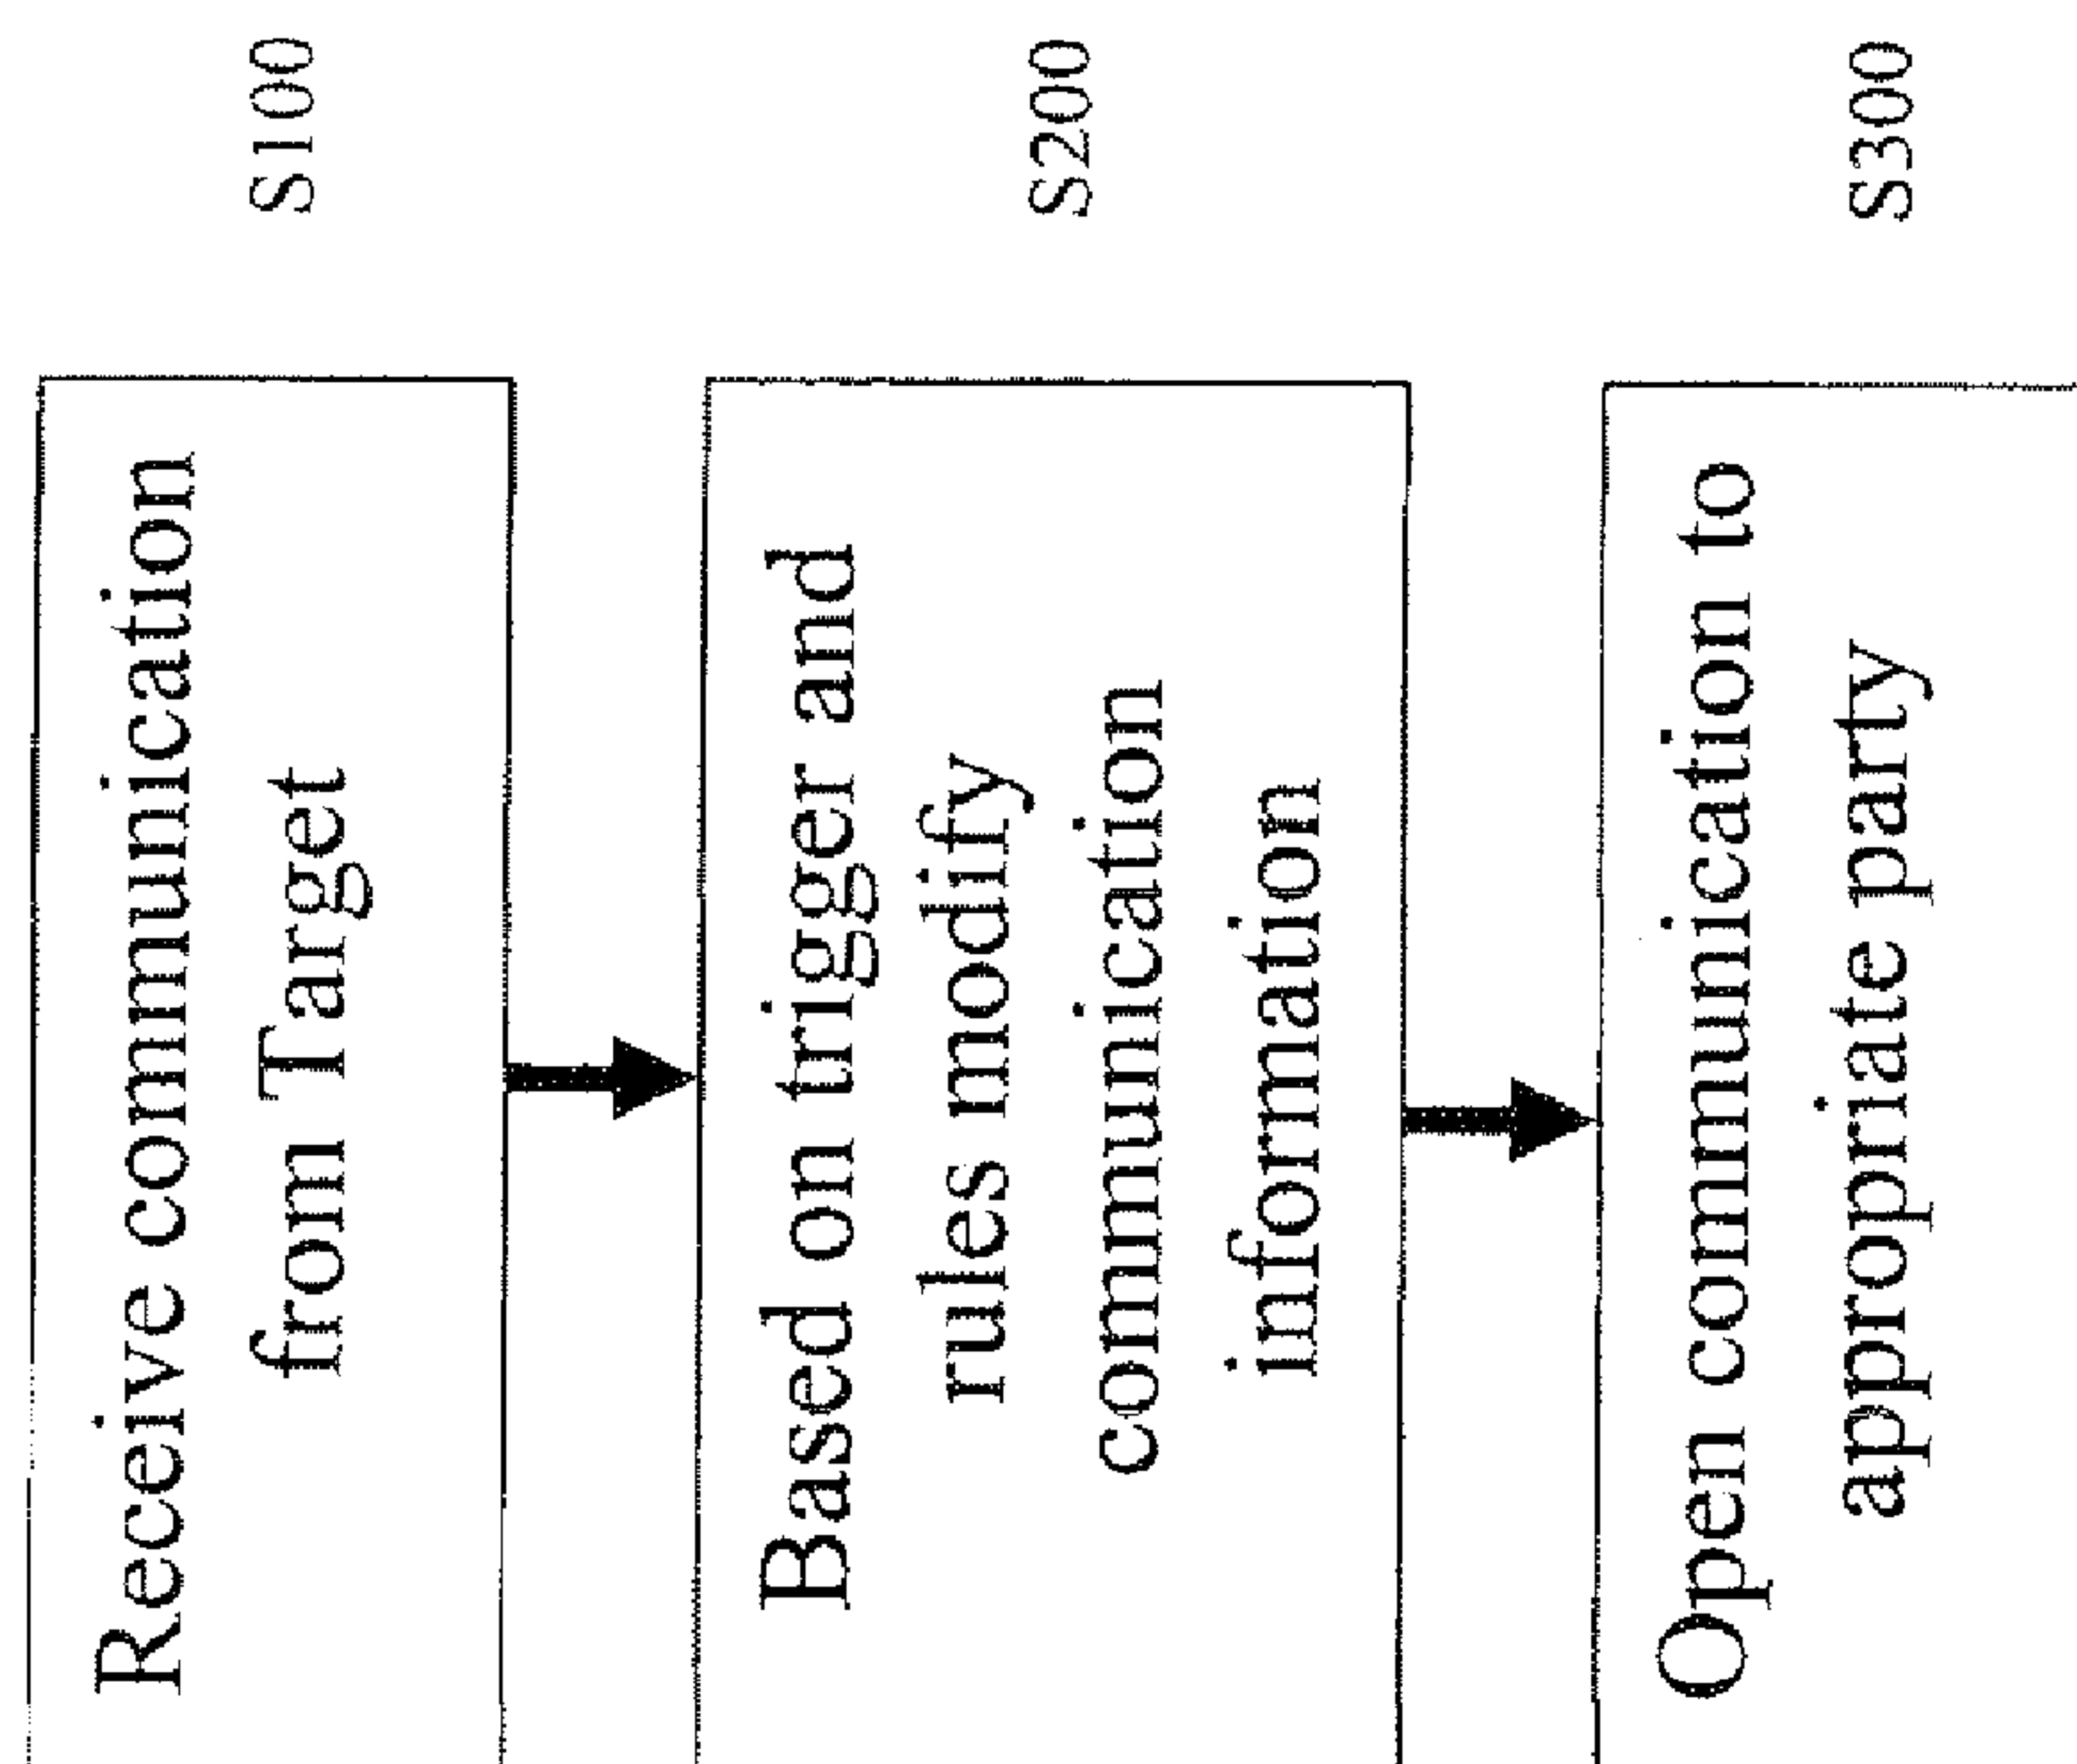 Receive communication
from Target
S100
Based on trigger and
rules modify
communication
information
S200
Open communication to
appropriate party
S300